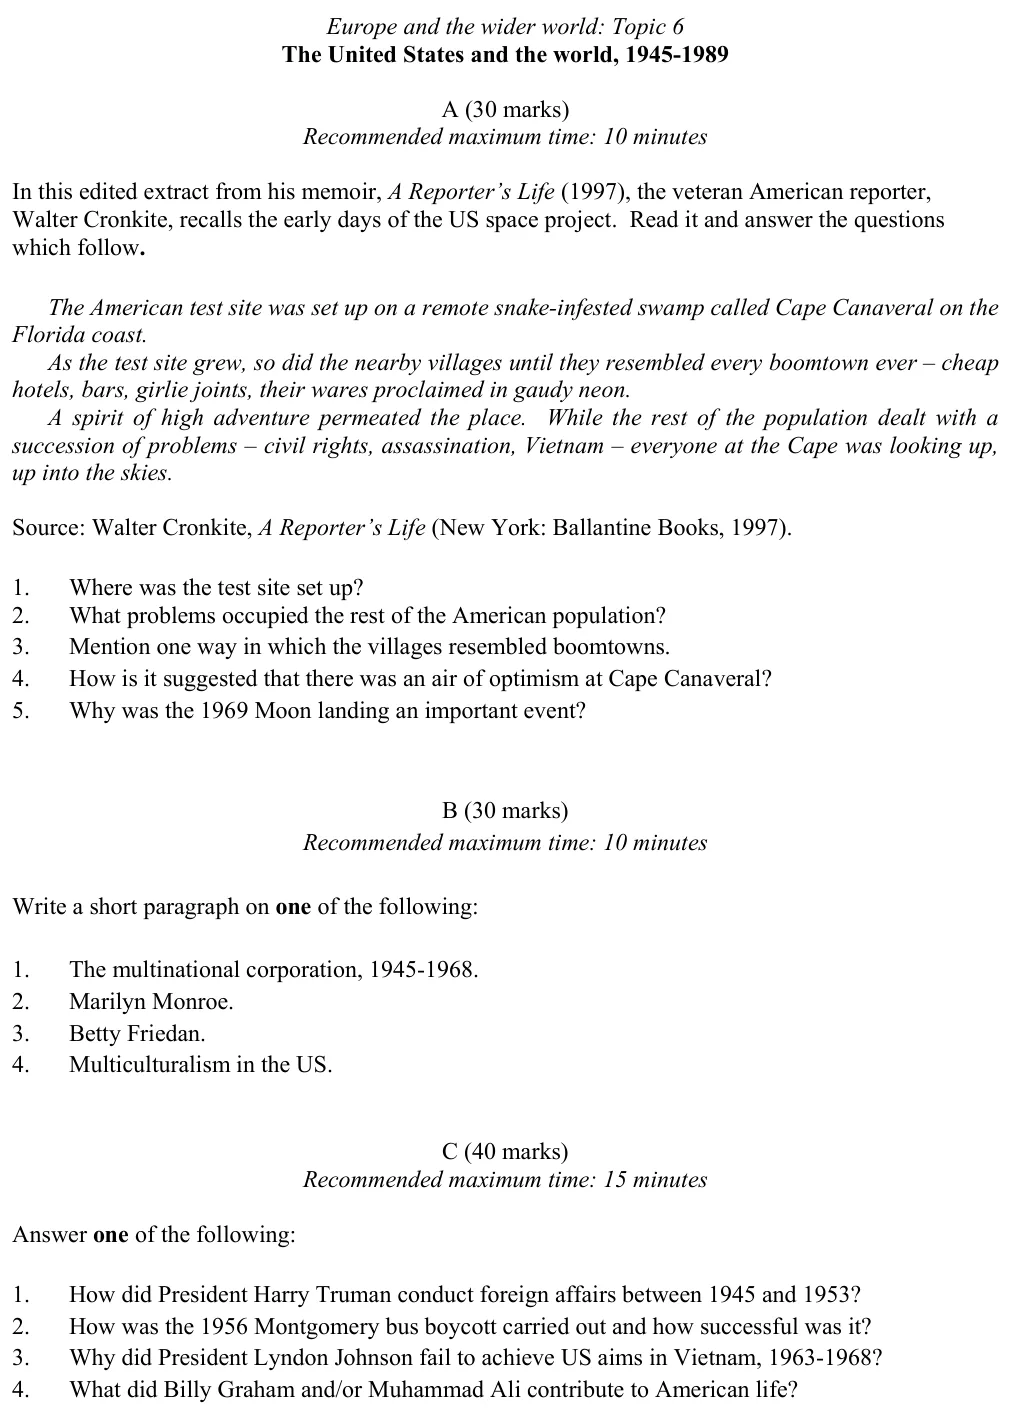 Europe and the wider world: Topic 6
The United States and the world, 1945-1989
A (30 marks)
Recommended maximum time: 10 minutes
In this edited extract from his memoir, A Reporter’s Life (1997), the veteran American reporter,
Walter Cronkite, recalls the early days of the US space project. Read it and answer the questions
which follow.
The American test site was set up on a remote snake-infested swamp called Cape Canaveral on the
Florida coast.
As the test site grew, so did the nearby villages until they resembled every boomtown ever – cheap
hotels, bars, girlie joints, their wares proclaimed in gaudy neon.
A spirit of high adventure permeated the place. While the rest of the population dealt with a
succession of problems – civil rights, assassination, Vietnam – everyone at the Cape was looking up,
up into the skies.
Source: Walter Cronkite, A Reporter’s Life (New York: Ballantine Books, 1997).
1. Where was the test site set up?
2. What problems occupied the rest of the American population?
3. Mention one way in which the villages resembled boomtowns.
4. How is it suggested that there was an air of optimism at Cape Canaveral?
5. Why was the 1969 Moon landing an important event?
B (30 marks)
Recommended maximum time: 10 minutes
Write a short paragraph on one of the following:
1. The multinational corporation, 1945-1968.
2. Marilyn Monroe.
3. Betty Friedan.
4. Multiculturalism in the US.
C (40 marks)
Recommended maximum time: 15 minutes
Answer one of the following:
1. How did President Harry Truman conduct foreign affairs between 1945 and 1953?
2. How was the 1956 Montgomery bus boycott carried out and how successful was it?
3. Why did President Lyndon Johnson fail to achieve US aims in Vietnam, 1963-1968?
4. What did Billy Graham and/or Muhammad Ali contribute to American life?